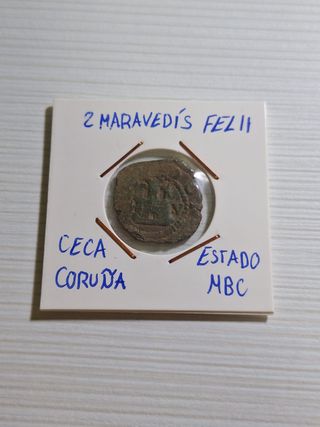 2 MARAVEDÍS FEL II
CECA
CORUÑA
ESTADO
MBC